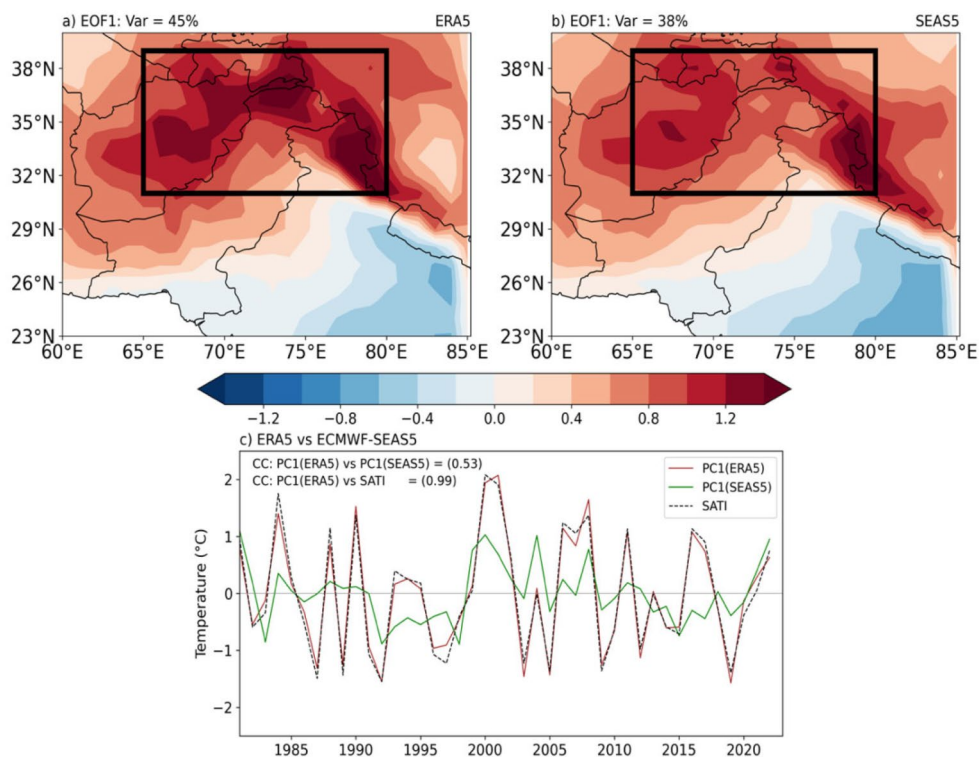 a) EOF1: Var = 45% ERA5
b) EOF1: Var = 38% SEAS5
38°N
35°N
32°N
29°N
26°N
23°N
60°E 65°E 70°E 75°E 80°E 85°E
38°N
35°N
32°N
29°N
26°N
23°N
60°E 65°E 70°E 75°E 80°E 85°E
−1.2 −0.8 −0.4 0.0 0.4 0.8 1.2
c) ERA5 vs ECMWF-SEAS5
CC: PC1(ERA5) vs PC1(SEAS5) = (0.53)
CC: PC1(ERA5) vs SATI = (0.99)
PC1(ERA5)
PC1(SEAS5)
SATI
Temperature (°C)
2
1
0
−1
−2
1985 1990 1995 2000 2005 2010 2015 2020